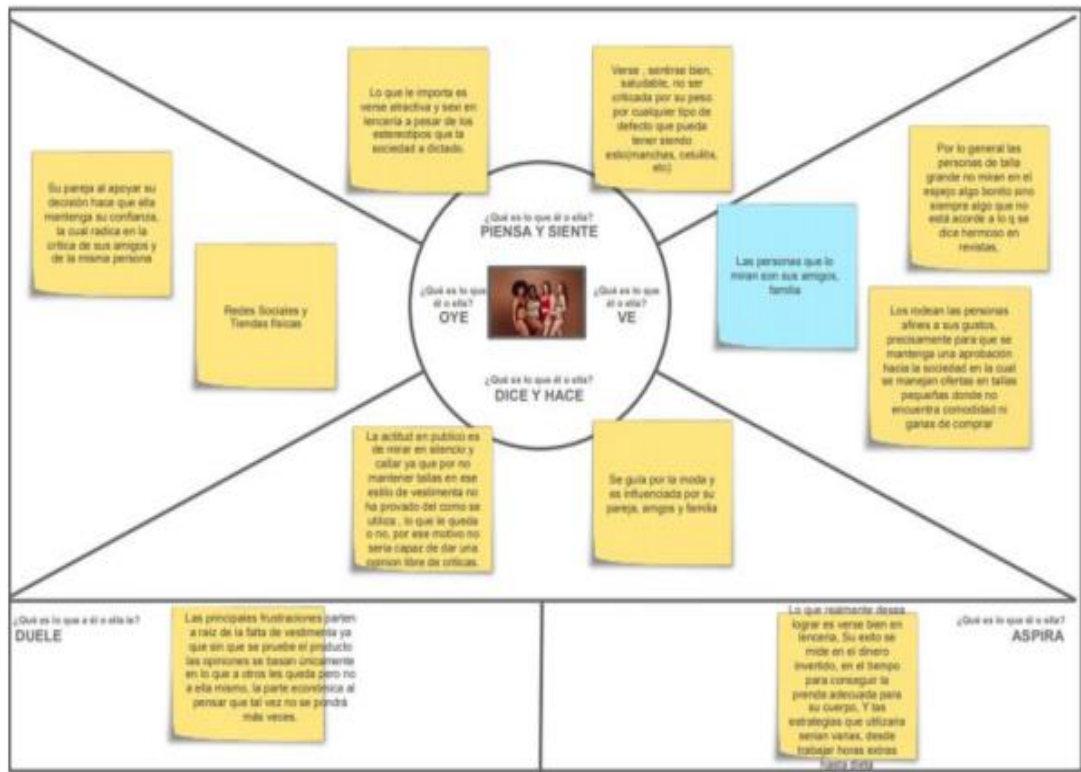 Lo que le importa es
verse atractiva y sexi en
lencería a pesar de los
estereotipos que la
sociedad a dictado.
Verse , sentirse bien,
saludable, no ser
criticada por su peso
por cualquier tipo de
defecto que pueda
tener siendo
esto(manchas, celulitis,
etc)
Su pareja al apoyar su
decisión hace que ella
mantenga su confianza,
la cual radica en la
crítica de sus amigos y
de la misma persona
Redes Sociales y
Tiendas físicas
¿Qué es lo que él o ella?
PIENSA Y SIENTE
¿Qué es lo que
él o ella?
OYE
¿Qué es lo que
él o ella?
VE
¿Qué es lo que él o ella?
DICE Y HACE
Las personas que lo
miran son sus amigos,
familia
Por lo general las
personas de talla
grande no miran en el
espejo algo bonito sino
siempre algo que no
está acorde a lo q se
dice hermoso en
revistas,
Los rodean las personas
afines a sus gustos,
precisamente para que se
mantenga una aprobación
hacia la sociedad en la cual
se manejan ofertas en tallas
pequeñas donde no
encuentra comodidad ni
ganas de comprar
La actitud en publico es
de mirar en silencio y
callar ya que por no
mantener tallas en ese
estilo de vestimenta no
ha provado del como se
utiliza , lo que le queda
o no, por ese motivo no
seria capaz de dar una
opinion libre de criticas.
Se guía por la moda y
es influenciada por su
pareja, amigos y familia
¿Qué es lo que a él o ella le?
DUELE
Las principales frustraciones parten
a raíz de la falta de vestimenta ya
que sin que se pruebe el producto
las opiniones se basan únicamente
en lo que a otros les queda pero no
a ella mismo, la parte económica al
pensar que tal vez no se pondrá
más veces.
Lo que realmente desea
lograr es verse bien en
lencería, Su exito se
mide en el dinero
invertido, en el tiempo
para conseguir la
prenda adecuada para
su cuerpo, Y las
estrategias que utilizaria
serian varias, desde
trabajar horas extras
hasta dieta
¿Qué es lo que él o ella?
ASPIRA